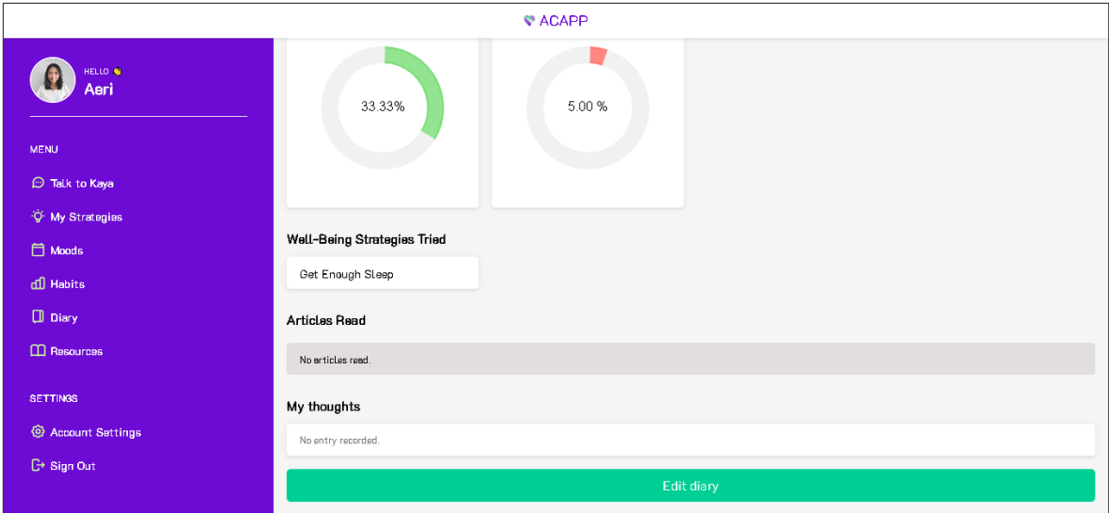 ACAPP
HELLO
Aeri
MENU
Talk to Kaya
My Strategies
Moods
Habits
Diary
Resources
SETTINGS
Account Settings
Sign Out
33.33%
5.00 %
Well-Being Strategies Tried
Get Enough Sleep
Articles Read
No articles read.
My thoughts
No entry recorded.
Edit diary